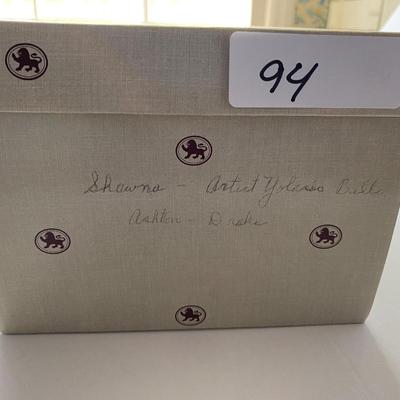 94
Shawna - Artist Yolanda Bello
Ashton - Drake